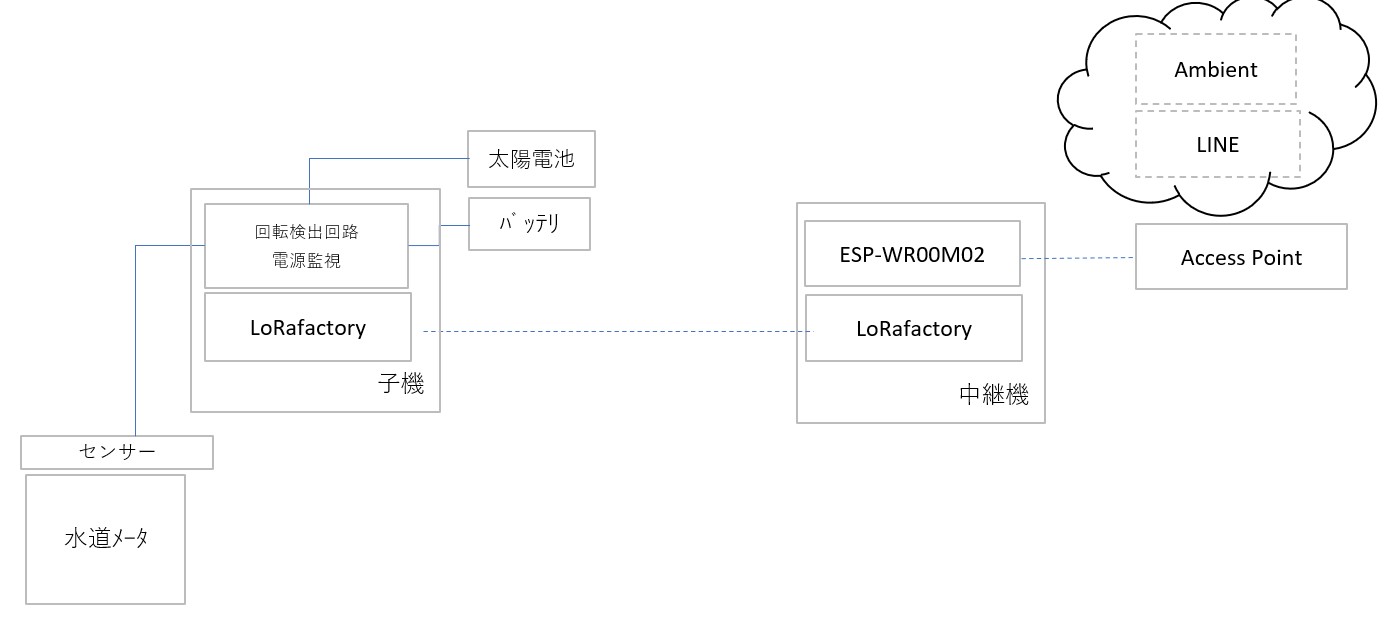 Ambient
LINE
太陽電池
ﾊﾞｯﾃﾘ
回転検出回路
電源監視
LoRafactory
子機
ESP-WR00M02
LoRafactory
中継機
Access Point
センサー
水道ﾒｰﾀ